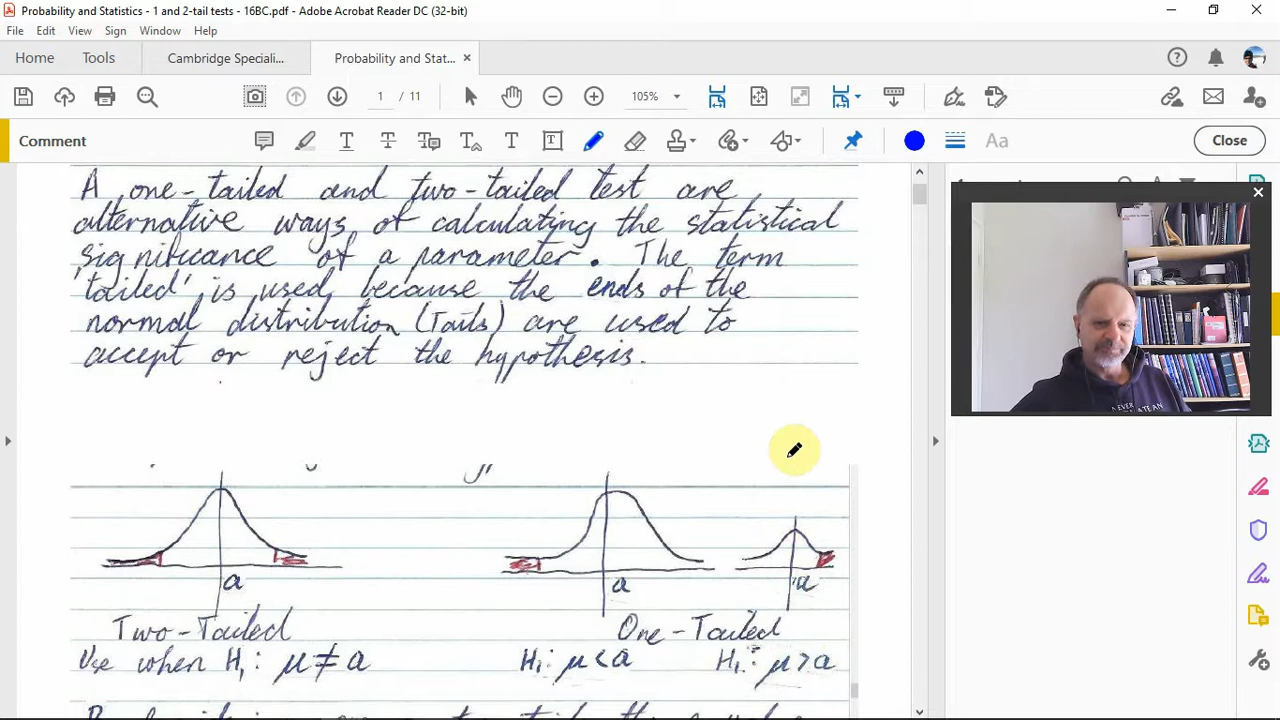 Probability and Statistics - 1 and 2-tail tests - 16BC.pdf - Adobe Acrobat Reader DC (32-bit)
File Edit View Sign Window Help
Home Tools Cambridge Speciali... Probability and Stat... ×
1 / 11 105%
Comment Aa Close
A one-tailed and two-tailed test are
alternative ways of calculating the statistical
significance of a parameter. The term
'tailed' is used because the ends of the
normal distribution (Tails) are used to
accept or reject the hypothesis.
a a
Two-Tailed One-Tailed
Use when H₁: μ ≠ a H₁: μ < a H₁: μ > a